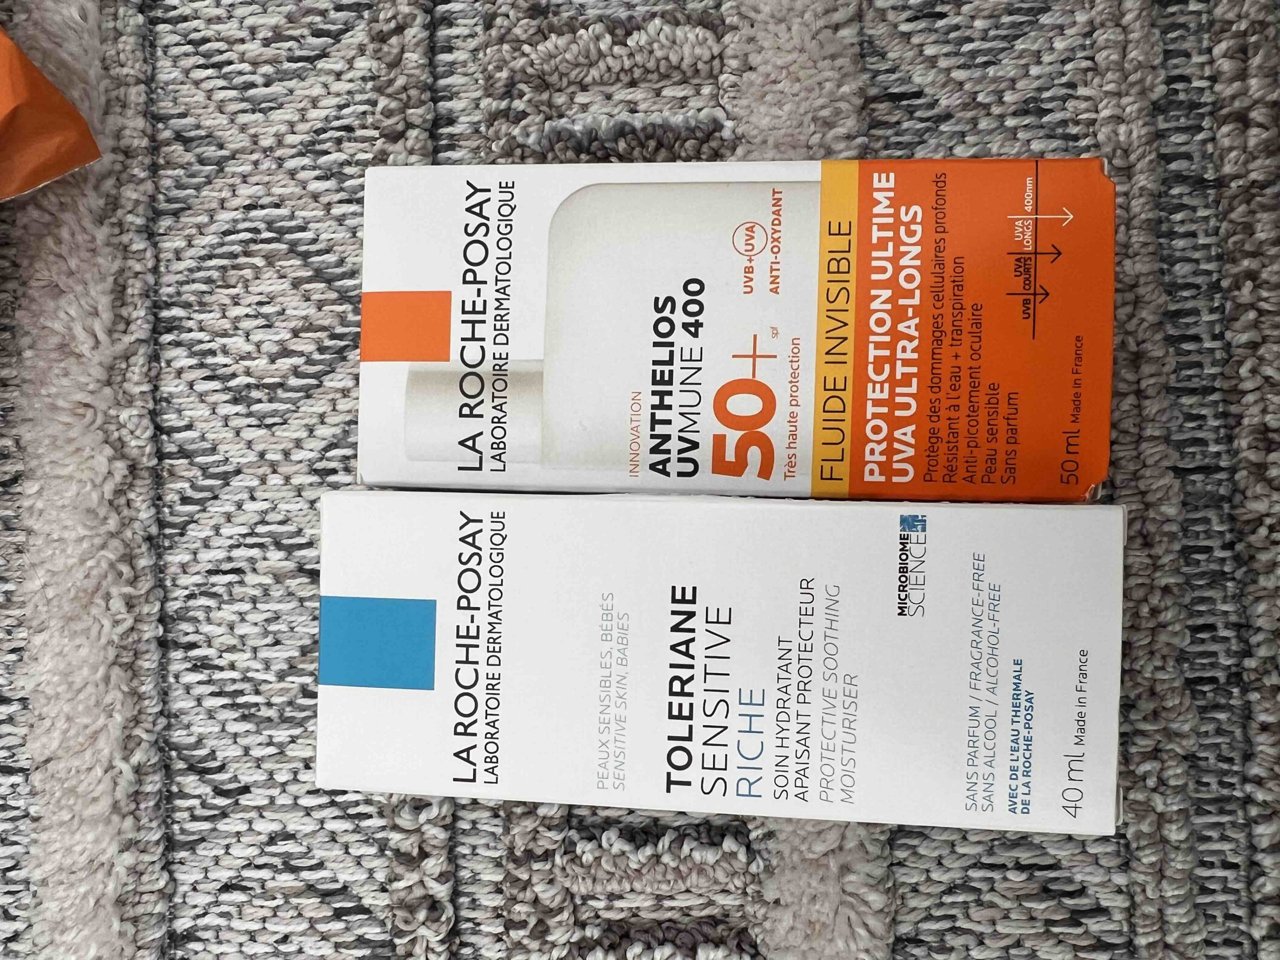 LA ROCHE-POSAY
LABORATOIRE DERMATOLOGIQUE
PEAUX SENSIBLES, BÉBÉS
SENSITIVE SKIN, BABIES
TOLERIANE
SENSITIVE
RICHE
SOIN HYDRATANT
APAISANT PROTECTEUR
PROTECTIVE SOOTHING
MOISTURISER
MICROBIOME
SCIENCE
SANS PARFUM / FRAGRANCE-FREE
SANS ALCOOL / ALCOHOL-FREE
AVEC DE L'EAU THERMALE
DE LA ROCHE-POSAY
40 ml Made in France
LA ROCHE-POSAY
LABORATOIRE DERMATOLOGIQUE
INNOVATION
ANTHELIOS
UVMUNE 400
50+ spf
Très haute protection
UVB+UVA
ANTI-OXYDANT
FLUIDE INVISIBLE
PROTECTION ULTIME
UVA ULTRA-LONGS
Protège des dommages cellulaires profonds
Résistant à l'eau + transpiration
Anti-picotement oculaire
Peau sensible
Sans parfum
UVB UVA COURTS UVA LONGS 400nm
50 ml Made in France